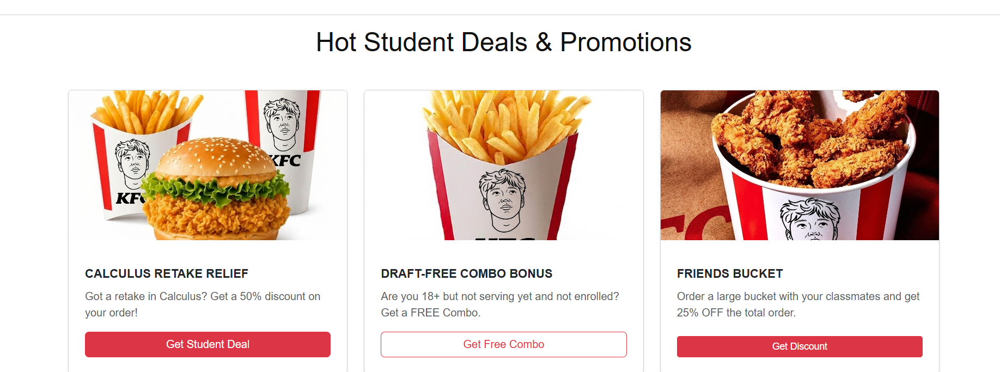 Hot Student Deals & Promotions
KFC
KFC
CALCULUS RETAKE RELIEF
Got a retake in Calculus? Get a 50% discount on
your order!
Get Student Deal
DRAFT-FREE COMBO BONUS
Are you 18+ but not serving yet and not enrolled?
Get a FREE Combo.
Get Free Combo
FRIENDS BUCKET
Order a large bucket with your classmates and get
25% OFF the total order.
Get Discount